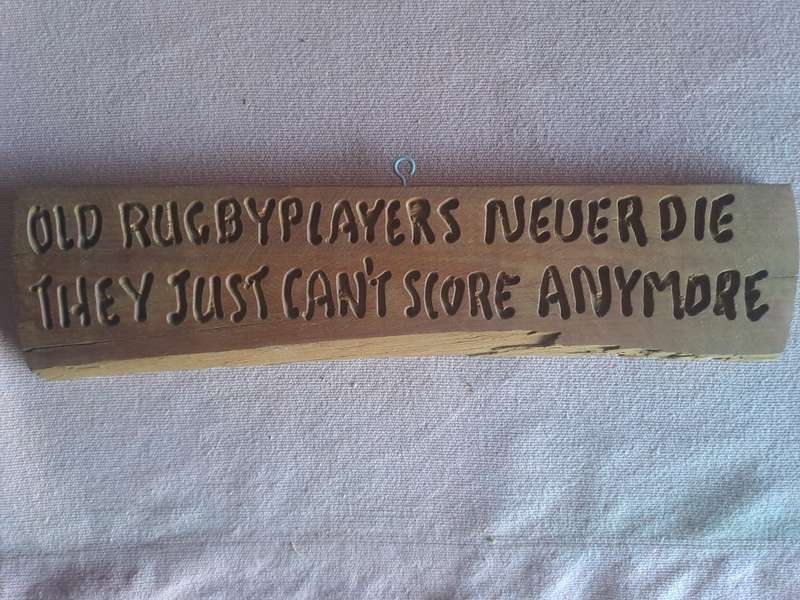 OLD RUGBYPLAYERS NEVER DIE
THEY JUST CAN'T SCORE ANYMORE